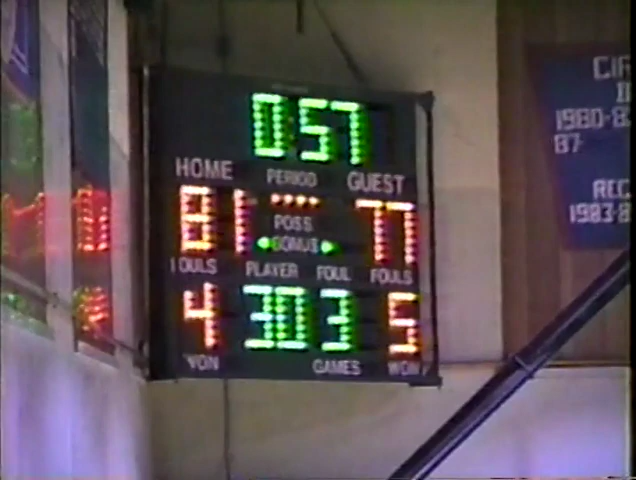 0:57
HOME PERIOD GUEST
81 77
POSS
BONUS
FOULS PLAYER FOUL FOULS
4 30 3 5
WON GAMES WON
1980-8
87-
REC
1983-8